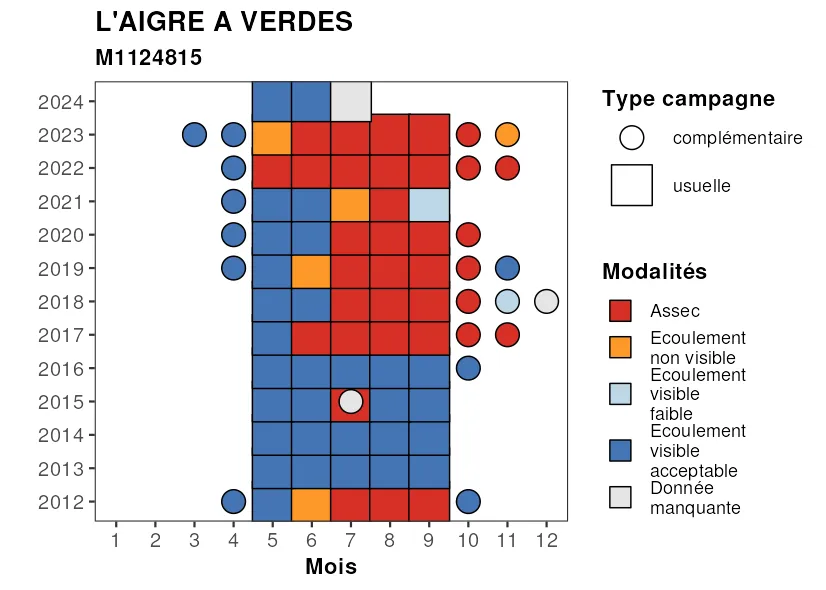 L'AIGRE A VERDES
M1124815
2024
2023
2022
2021
2020
2019
2018
2017
2016
2015
2014
2013
2012
1 2 3 4 5 6 7 8 9 10 11 12
Mois
Type campagne
complémentaire
usuelle
Modalités
Assec
Ecoulement
non visible
Ecoulement
visible
faible
Ecoulement
visible
acceptable
Donnée
manquante